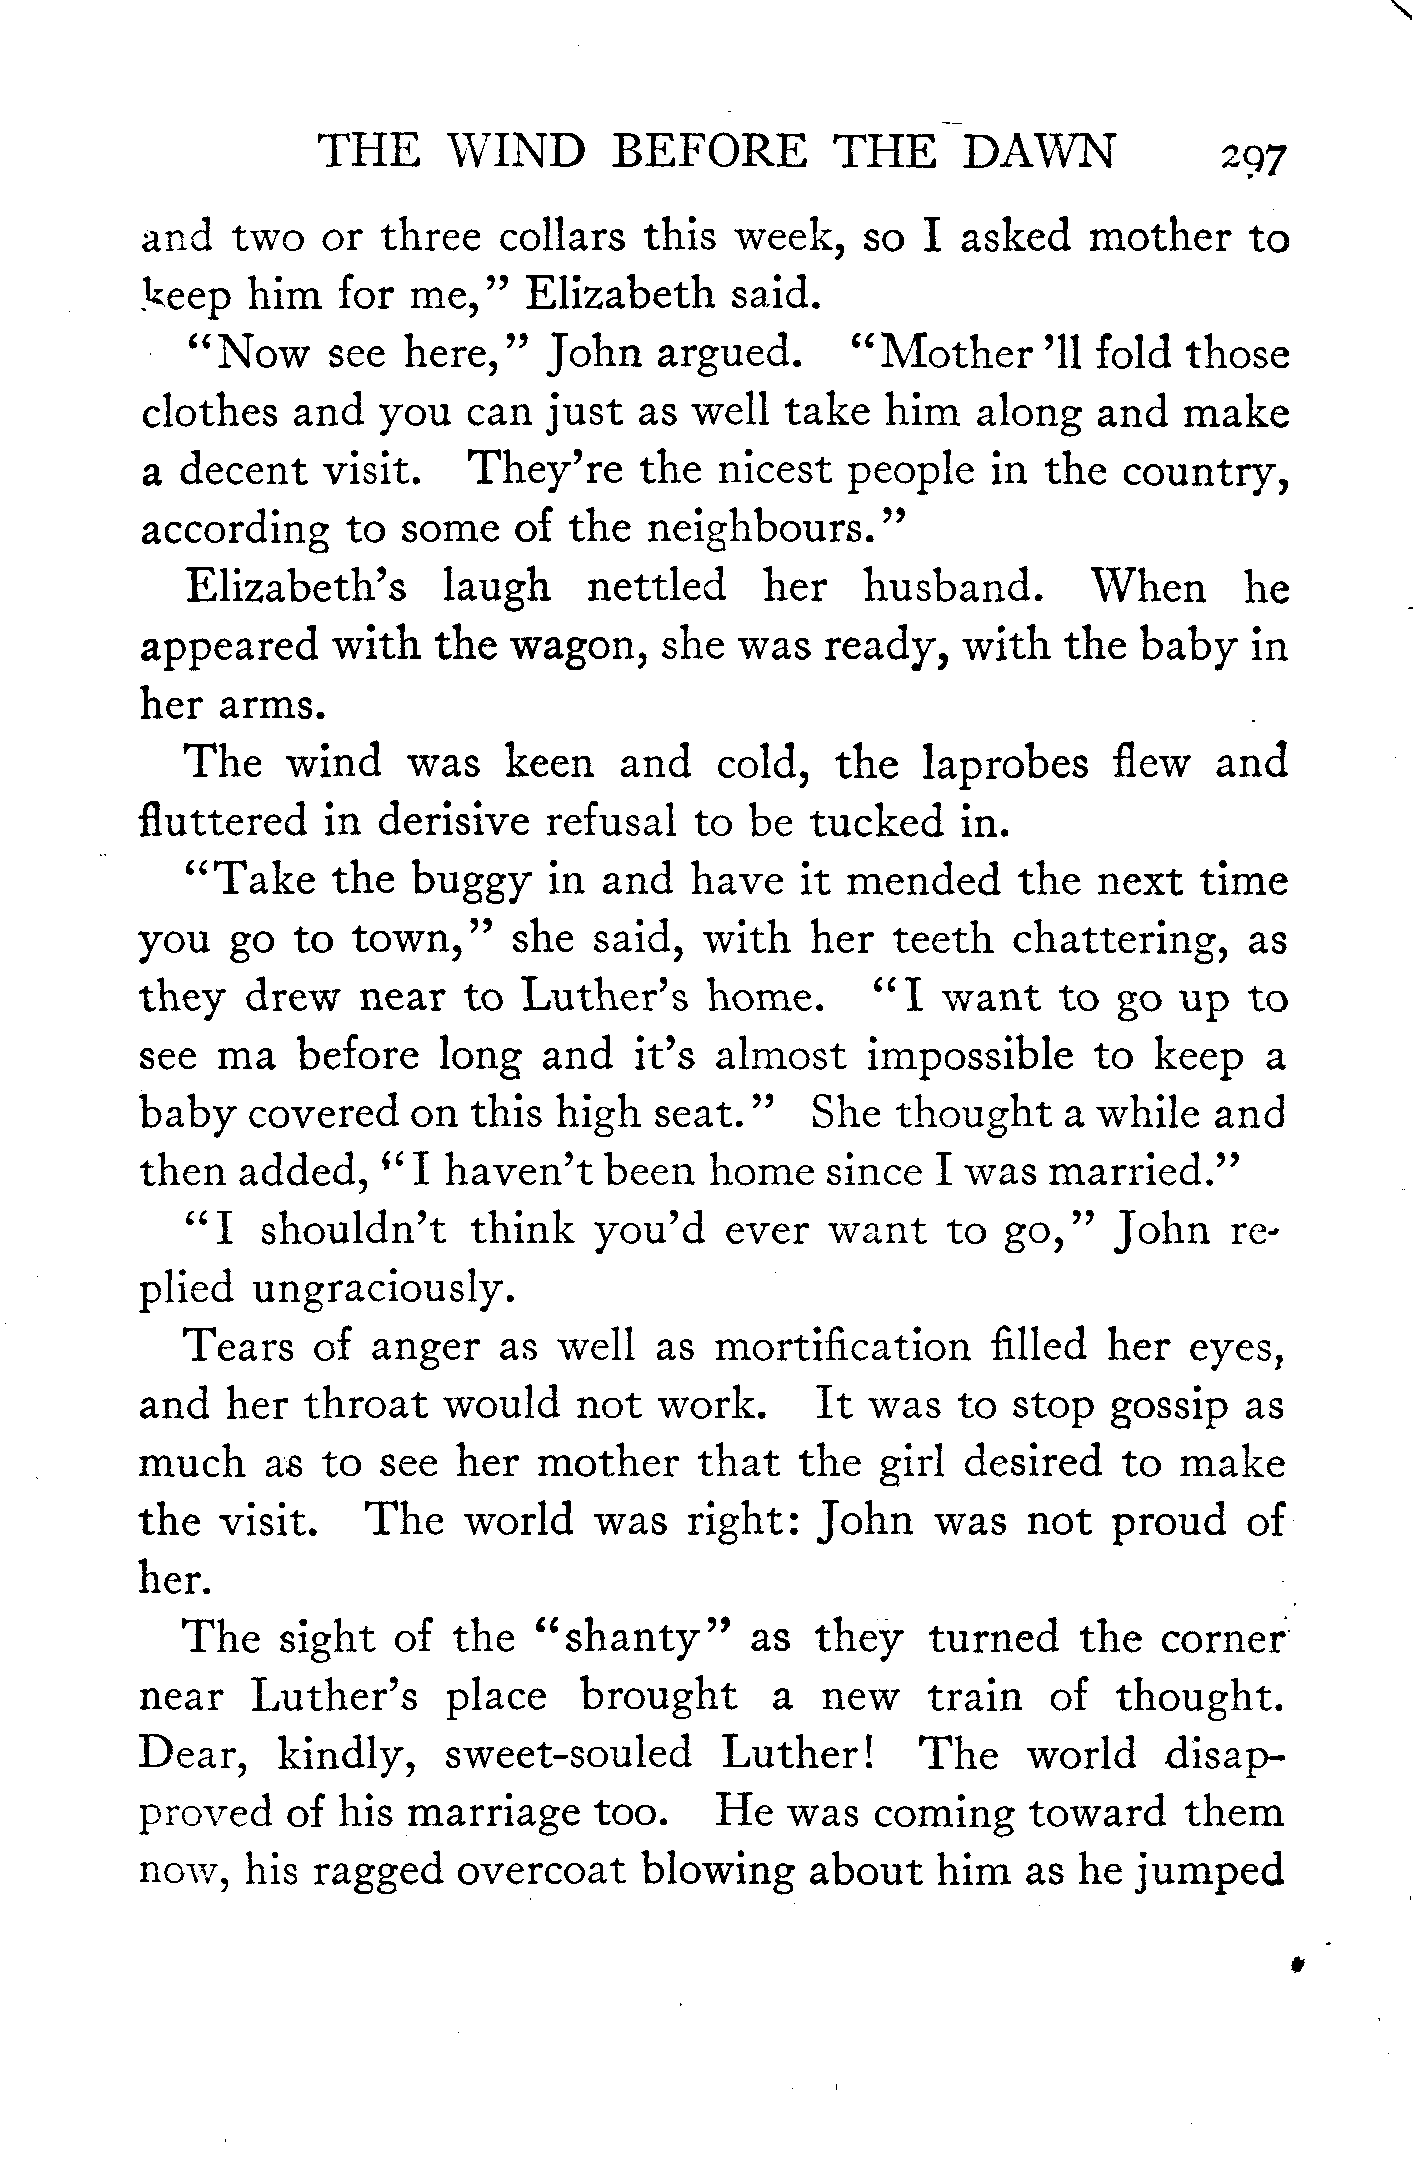 THE WIND BEFORE THE DAWN 297
and two or three collars this week, so I asked mother to
keep him for me," Elizabeth said.
"Now see here," John argued. "Mother 'll fold those
clothes and you can just as well take him along and make
a decent visit. They're the nicest people in the country,
according to some of the neighbours."
Elizabeth's laugh nettled her husband. When he
appeared with the wagon, she was ready, with the baby in
her arms.
The wind was keen and cold, the laprobes flew and
fluttered in derisive refusal to be tucked in.
"Take the buggy in and have it mended the next time
you go to town," she said, with her teeth chattering, as
they drew near to Luther's home. "I want to go up to
see ma before long and it's almost impossible to keep a
baby covered on this high seat." She thought a while and
then added, "I haven't been home since I was married."
"I shouldn't think you'd ever want to go," John re-
plied ungraciously.
Tears of anger as well as mortification filled her eyes,
and her throat would not work. It was to stop gossip as
much as to see her mother that the girl desired to make
the visit. The world was right: John was not proud of
her.
The sight of the "shanty" as they turned the corner
near Luther's place brought a new train of thought.
Dear, kindly, sweet-souled Luther! The world disap-
proved of his marriage too. He was coming toward them
now, his ragged overcoat blowing about him as he jumped